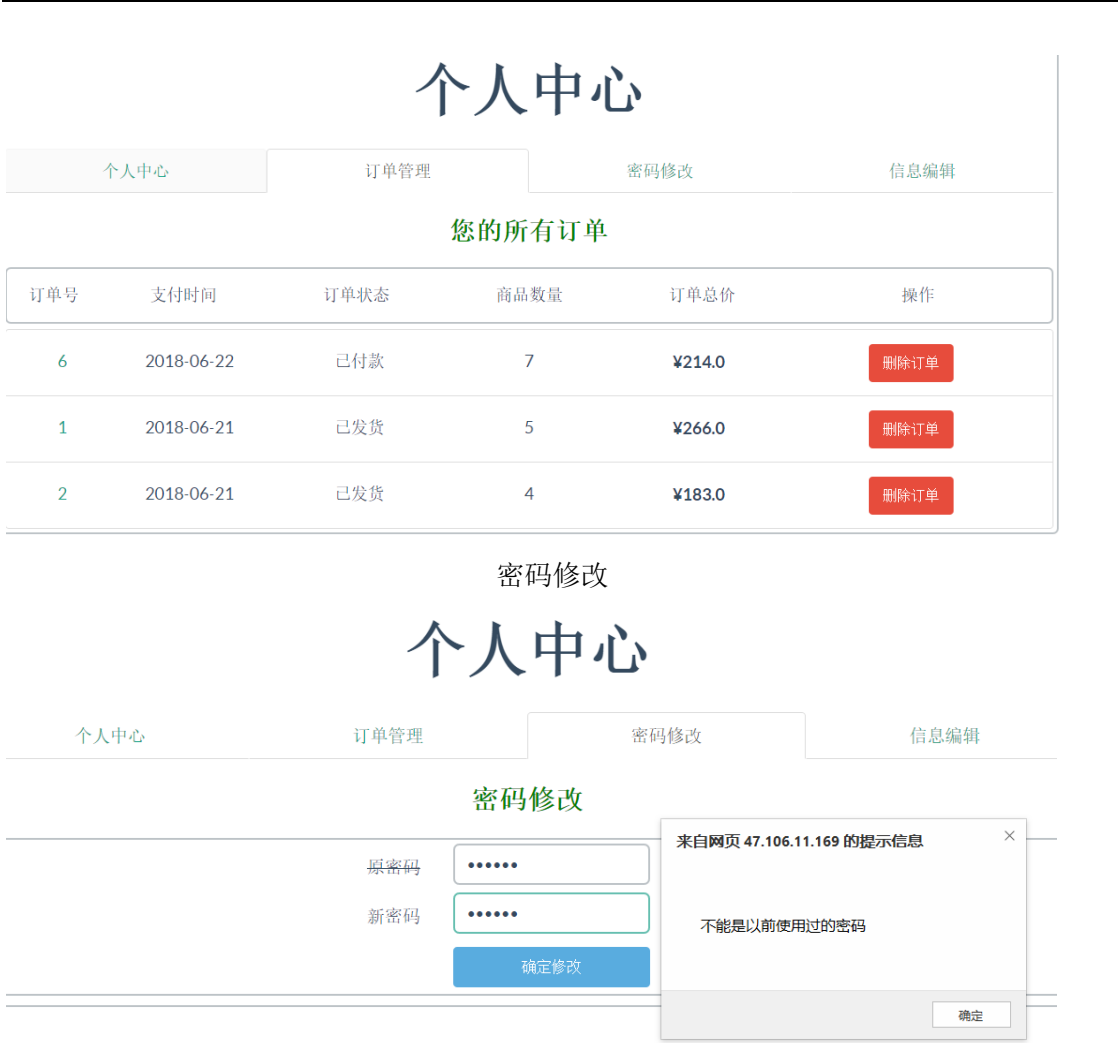 个人中心
个人中心 订单管理 密码修改 信息编辑
您的所有订单
订单号 支付时间 订单状态 商品数量 订单总价 操作
6 2018-06-22 已付款 7 ¥214.0 删除订单
1 2018-06-21 已发货 5 ¥266.0 删除订单
2 2018-06-21 已发货 4 ¥183.0 删除订单
密码修改
个人中心
个人中心 订单管理 密码修改 信息编辑
密码修改
来自网页 47.106.11.169 的提示信息
原密码 ••••••
新密码 ••••••
不能是以前使用过的密码
确定修改
确定